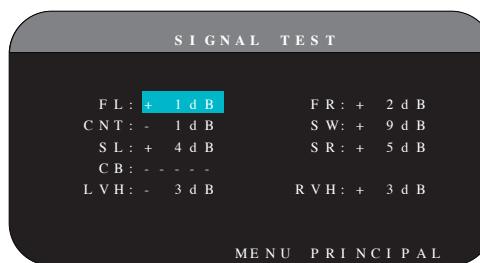 SIGNAL TEST
FL: + 1dB FR: + 2dB
CNT: - 1dB SW: + 9dB
SL: + 4dB SR: + 5dB
CB: - - - - -
LVH: - 3dB RVH: + 3dB
MENU PRINCIPAL